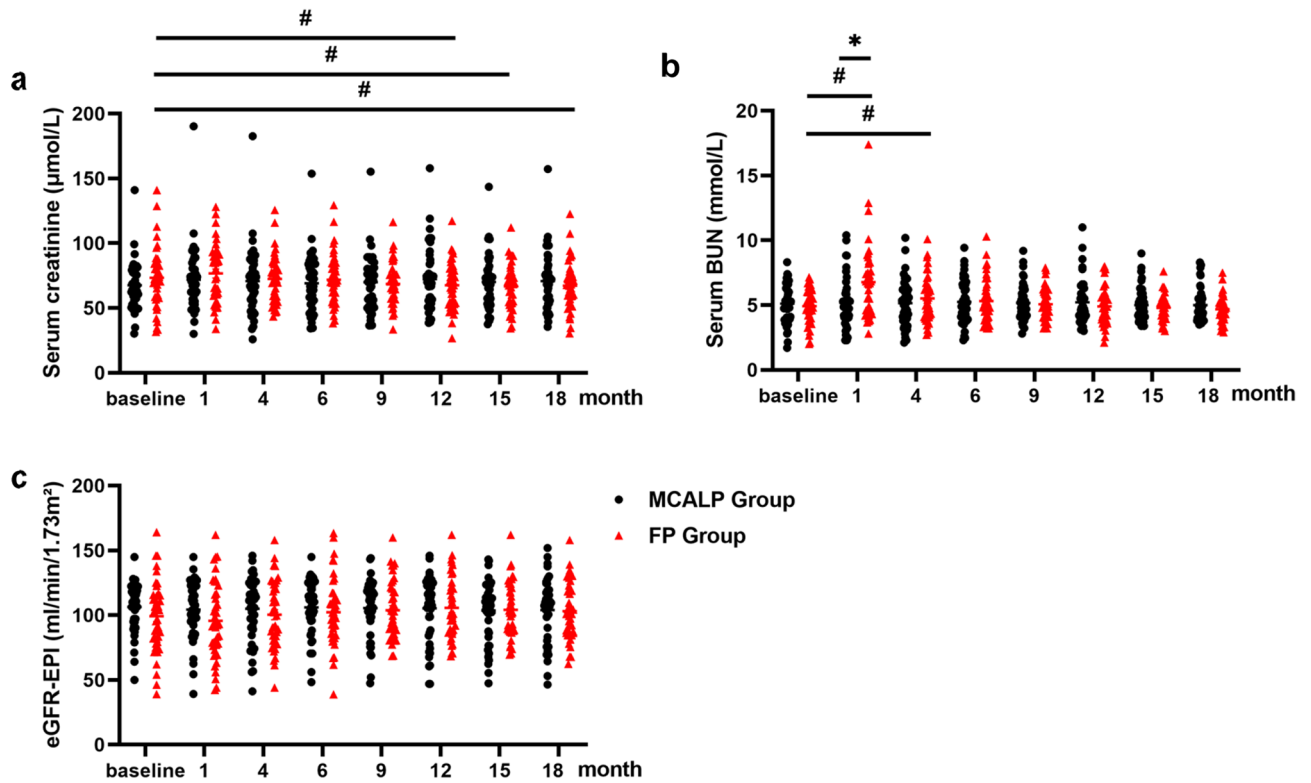 a
#
#
#
Serum creatinine (μmol/L)
200
150
100
50
0
baseline 1 4 6 9 12 15 18 month
b
*
#
#
Serum BUN (mmol/L)
20
15
10
5
0
baseline 1 4 6 9 12 15 18 month
c
eGFR-EPI (ml/min/1.73m²)
200
150
100
50
0
baseline 1 4 6 9 12 15 18 month
MCALP Group
FP Group